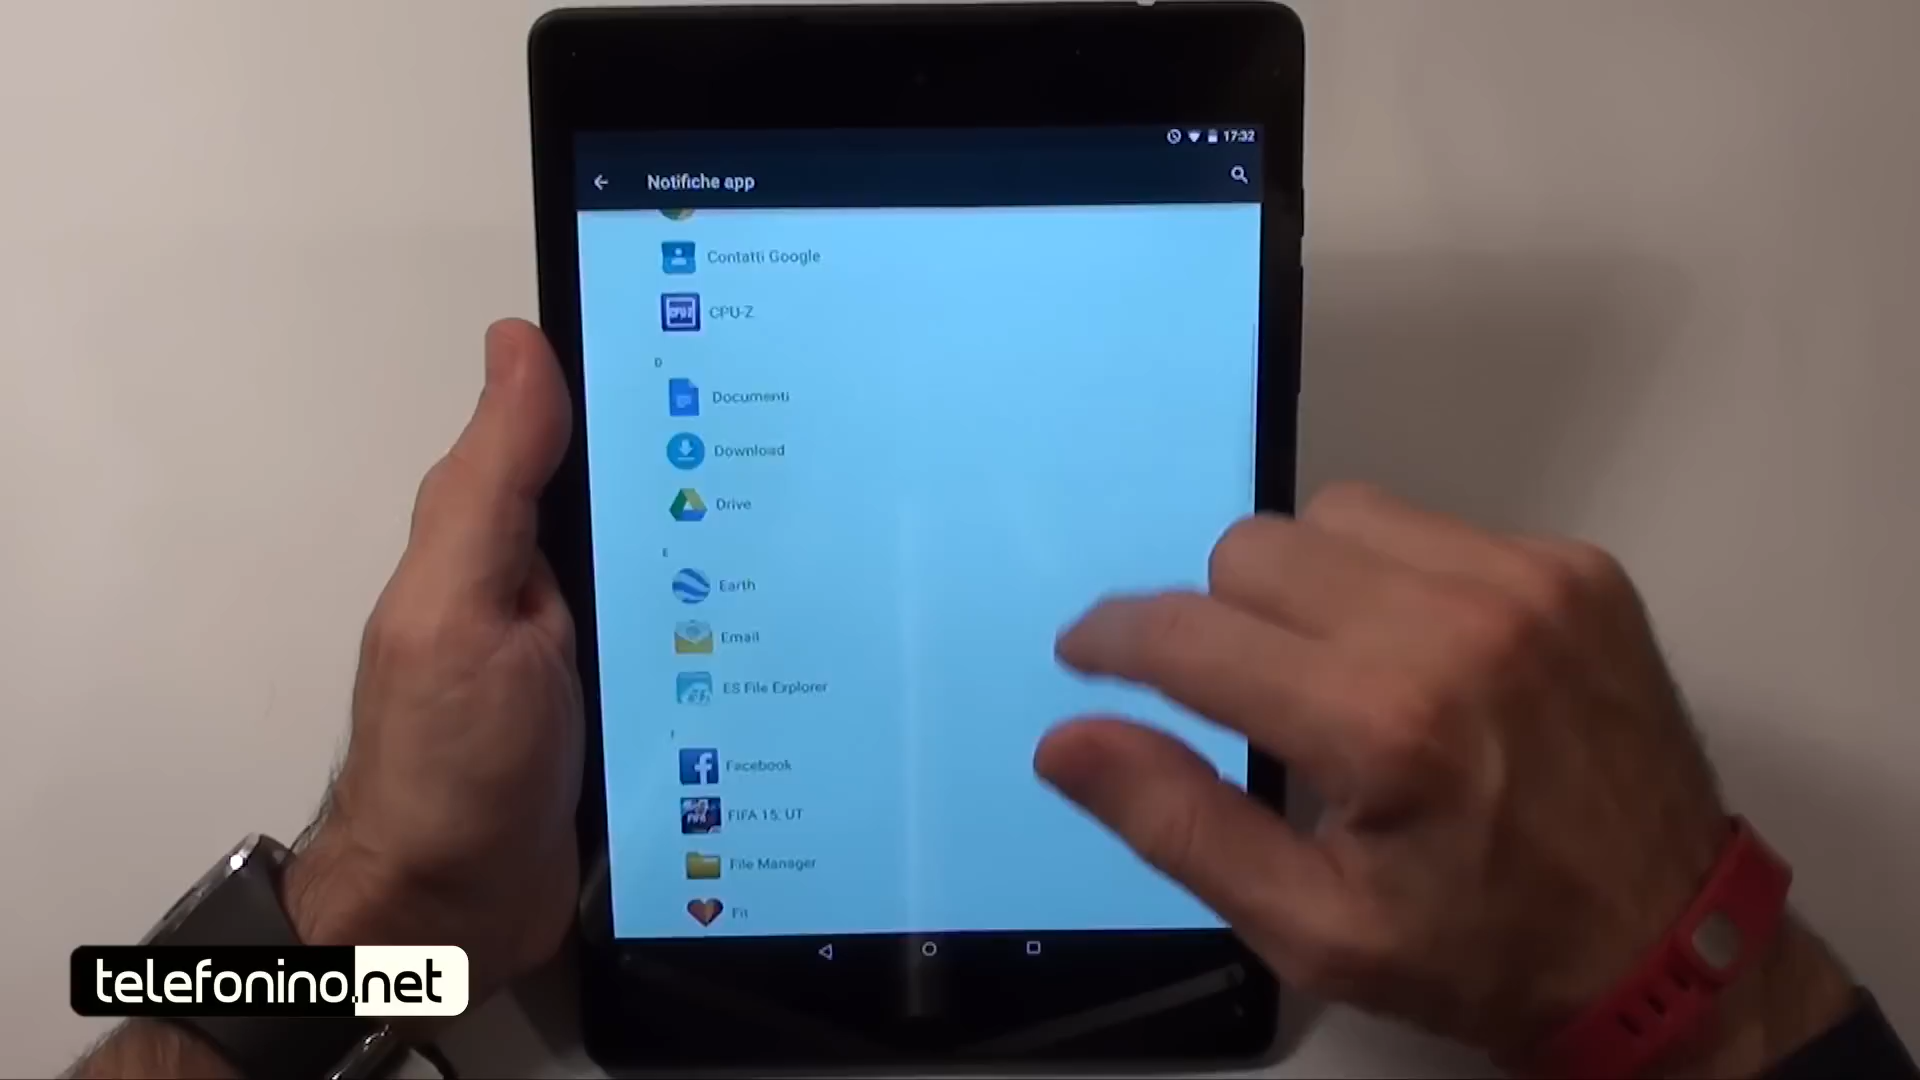 17:32
Notifiche app
Contatti Google
CPU-Z
CPU-Z
D
Documenti
Download
Drive
E
Earth
Email
ES File Explorer
F
f
Facebook
FIFA 15: UT
File Manager
Fit
telefonino.net